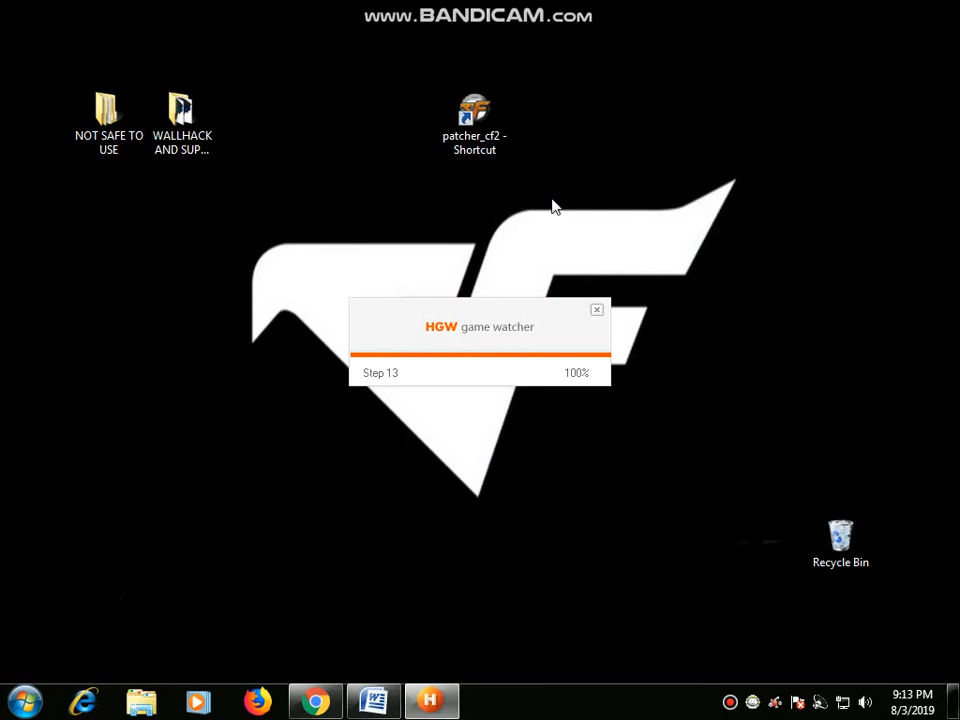 www.BANDICAM.com
NOT SAFE TO
USE
WALLHACK
AND SUP...
patcher_cf2 -
Shortcut
HGW game watcher
Step 13
100%
Recycle Bin
9:13 PM
8/3/2019